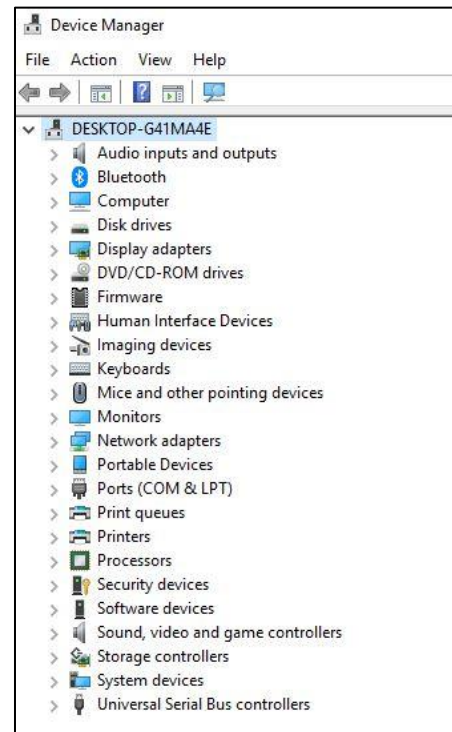 Device Manager
File Action View Help
DESKTOP-G41MA4E
Audio inputs and outputs
Bluetooth
Computer
Disk drives
Display adapters
DVD/CD-ROM drives
Firmware
Human Interface Devices
Imaging devices
Keyboards
Mice and other pointing devices
Monitors
Network adapters
Portable Devices
Ports (COM & LPT)
Print queues
Printers
Processors
Security devices
Software devices
Sound, video and game controllers
Storage controllers
System devices
Universal Serial Bus controllers